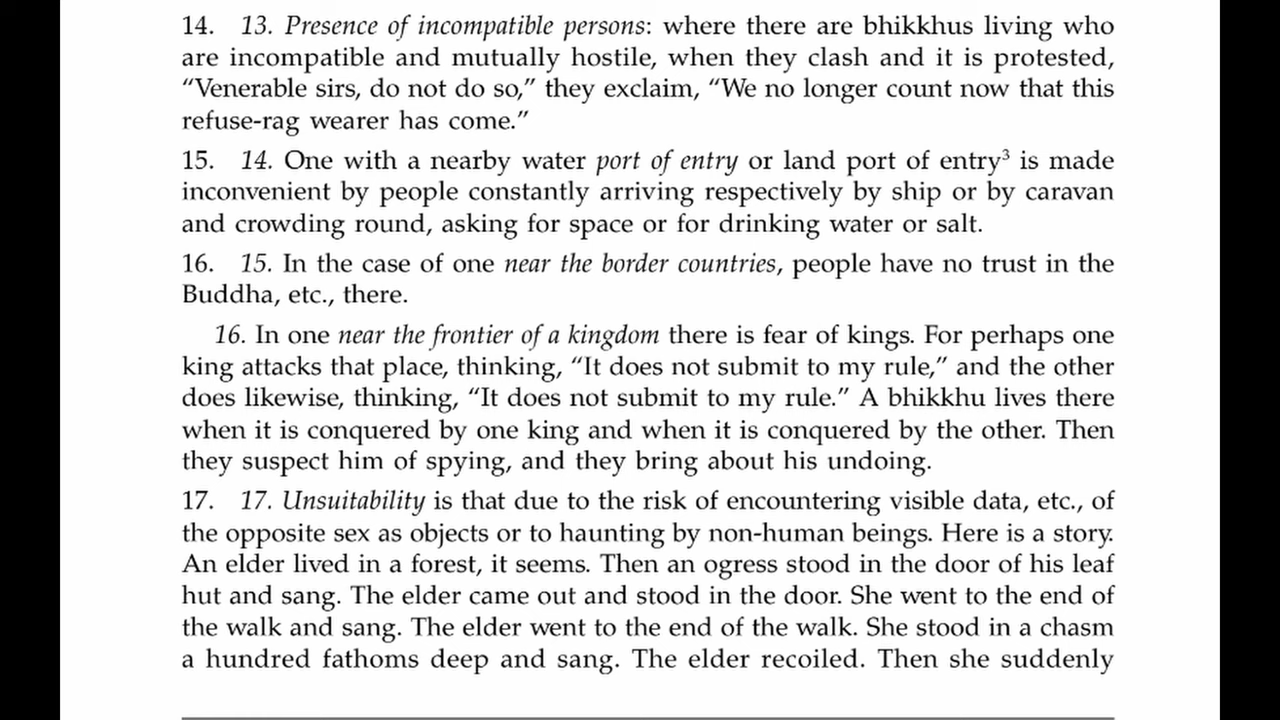 14. 13. Presence of incompatible persons: where there are bhikkhus living who
are incompatible and mutually hostile, when they clash and it is protested,
“Venerable sirs, do not do so,” they exclaim, “We no longer count now that this
refuse-rag wearer has come.”
15. 14. One with a nearby water port of entry or land port of entry³ is made
inconvenient by people constantly arriving respectively by ship or by caravan
and crowding round, asking for space or for drinking water or salt.
16. 15. In the case of one near the border countries, people have no trust in the
Buddha, etc., there.
16. In one near the frontier of a kingdom there is fear of kings. For perhaps one
king attacks that place, thinking, “It does not submit to my rule,” and the other
does likewise, thinking, “It does not submit to my rule.” A bhikkhu lives there
when it is conquered by one king and when it is conquered by the other. Then
they suspect him of spying, and they bring about his undoing.
17. 17. Unsuitability is that due to the risk of encountering visible data, etc., of
the opposite sex as objects or to haunting by non-human beings. Here is a story.
An elder lived in a forest, it seems. Then an ogress stood in the door of his leaf
hut and sang. The elder came out and stood in the door. She went to the end of
the walk and sang. The elder went to the end of the walk. She stood in a chasm
a hundred fathoms deep and sang. The elder recoiled. Then she suddenly